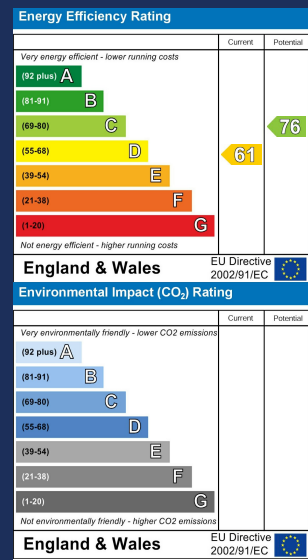 Energy Efficiency Rating
Current Potential
Very energy efficient - lower running costs
(92 plus) A
(81-91) B
(69-80) C
(55-68) D
(39-54) E
(21-38) F
(1-20) G
61
76
Not energy efficient - higher running costs
England & Wales
EU Directive
2002/91/EC
Environmental Impact (CO₂) Rating
Current Potential
Very environmentally friendly - lower CO2 emissions
(92 plus) A
(81-91) B
(69-80) C
(55-68) D
(39-54) E
(21-38) F
(1-20) G
Not environmentally friendly - higher CO2 emissions
England & Wales
EU Directive
2002/91/EC